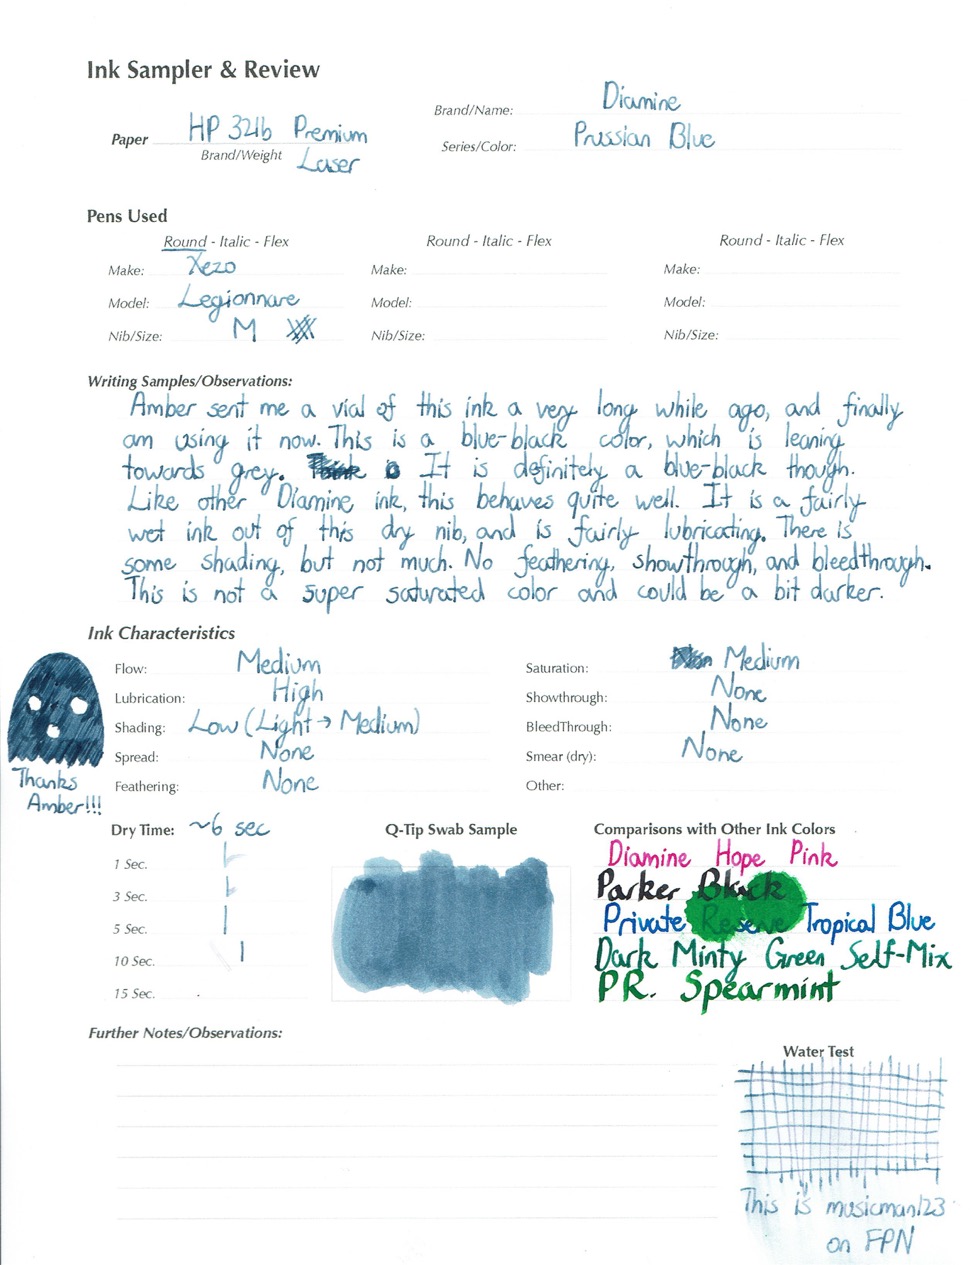 Ink Sampler & Review
Brand/Name: Diamine
Paper HP 32lb Premium
Brand/Weight Laser
Series/Color: Prussian Blue
Pens Used
Round - Italic - Flex
Make: Xezo
Model: Legionnare
Nib/Size: M
Round - Italic - Flex
Make:
Model:
Nib/Size:
Round - Italic - Flex
Make:
Model:
Nib/Size:
Writing Samples/Observations:
Amber sent me a vial of this ink a very long while ago, and finally
am using it now. This is a blue-black color, which is leaning
towards grey. It is definitely a blue-black though.
Like other Diamine ink, this behaves quite well. It is a fairly
wet ink out of this dry nib, and is fairly lubricating. There is
some shading, but not much. No feathering, showthrough, and bleedthrough.
This is not a super saturated color and could be a bit darker.
Ink Characteristics
Flow: Medium
Lubrication: High
Shading: Low (Light → Medium)
Spread: None
Feathering: None
Saturation: Medium
Showthrough: None
BleedThrough: None
Smear (dry): None
Other:
Thanks
Amber!!!
Dry Time: ~6 sec
1 Sec.
3 Sec.
5 Sec.
10 Sec.
15 Sec.
Q-Tip Swab Sample
Comparisons with Other Ink Colors
Diamine Hope Pink
Parker Black
Private Reserve Tropical Blue
Dark Minty Green Self-Mix
P.R. Spearmint
Further Notes/Observations:
Water Test
This is musicman123
on FPN